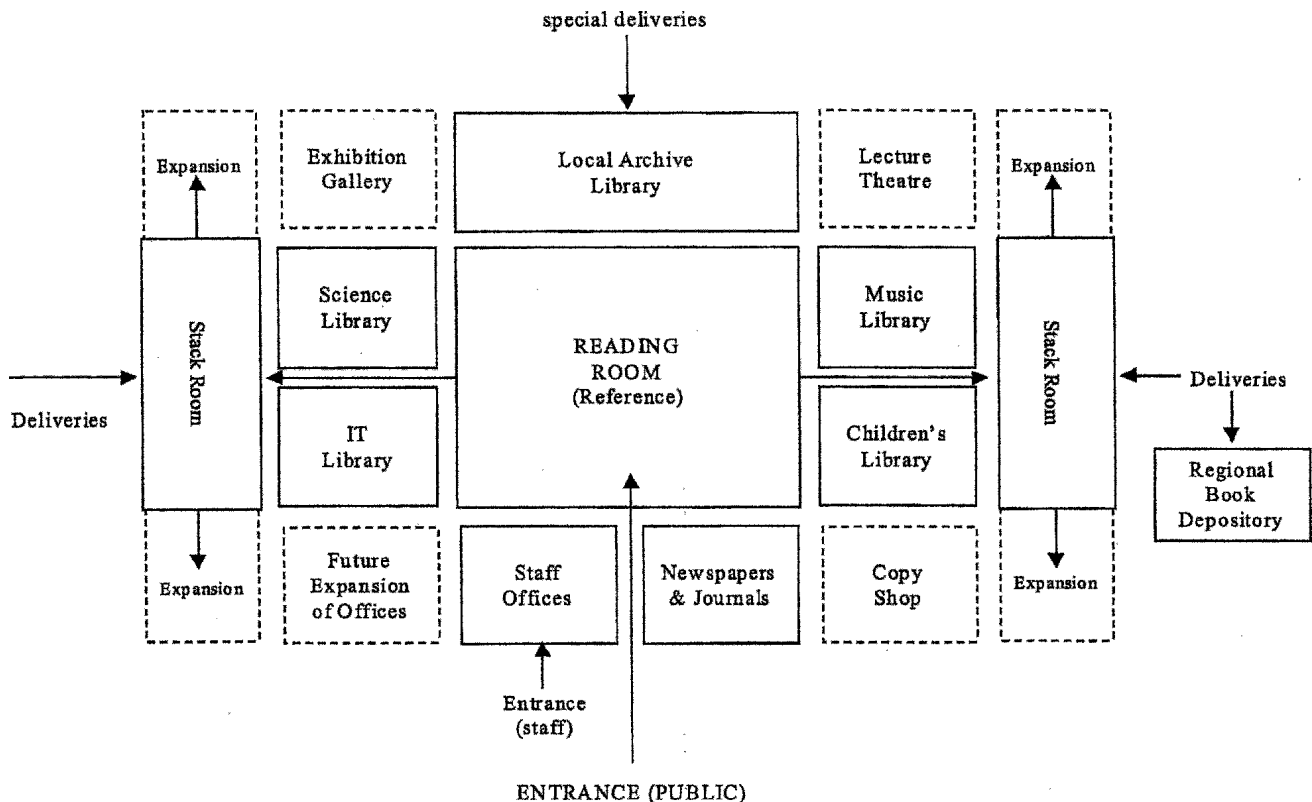 special deliveries
Expansion
Exhibition
Gallery
Local Archive
Library
Lecture
Theatre
Expansion
Stack Room
Science
Library
READING
ROOM
(Reference)
Music
Library
Stack Room
Deliveries
IT
Library
Children's
Library
Deliveries
Regional
Book
Depository
Expansion
Future
Expansion
of Offices
Staff
Offices
Newspapers
& Journals
Copy
Shop
Expansion
Entrance
(staff)
ENTRANCE (PUBLIC)